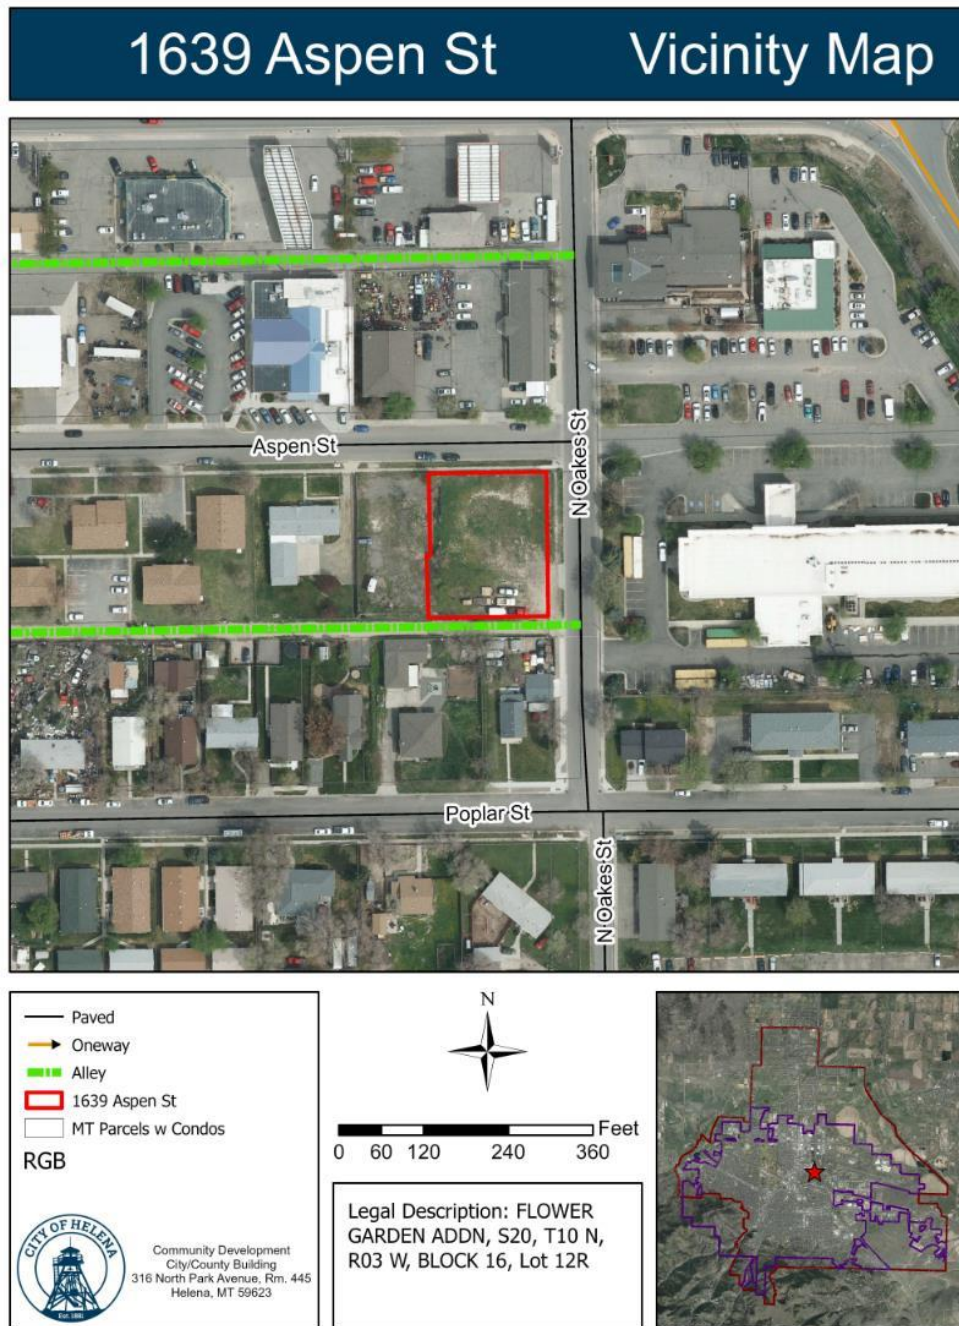 1639 Aspen St Vicinity Map
Aspen St
N Oakes St
Poplar St
N Oakes St
Paved
Oneway
Alley
1639 Aspen St
MT Parcels w Condos
RGB
CITY OF HELENA
Est. 1881
Community Development
City/County Building
316 North Park Avenue, Rm. 445
Helena, MT 59623
N
Feet
0 60 120 240 360
Legal Description: FLOWER
GARDEN ADDN, S20, T10 N,
R03 W, BLOCK 16, Lot 12R